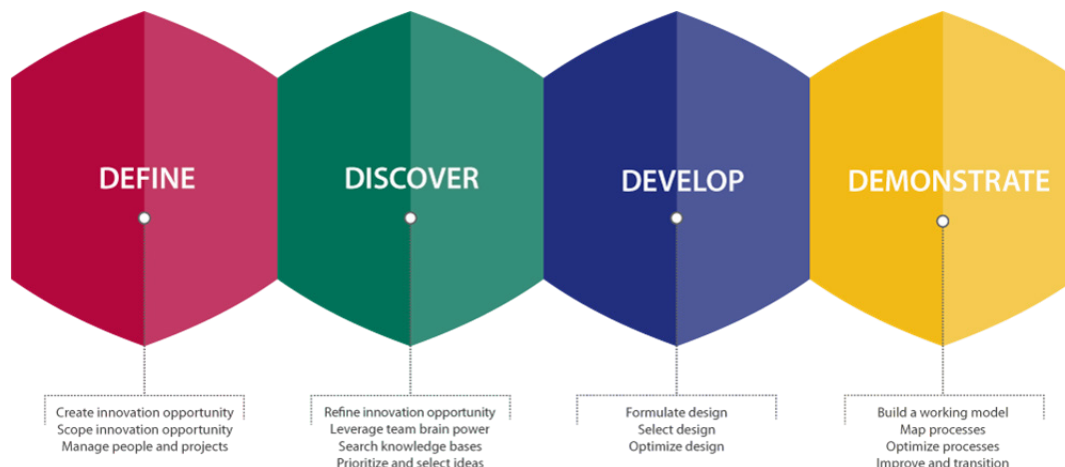 DEFINE
DISCOVER
DEVELOP
DEMONSTRATE
Create innovation opportunity
Scope innovation opportunity
Manage people and projects
Refine innovation opportunity
Leverage team brain power
Search knowledge bases
Prioritize and select ideas
Formulate design
Select design
Optimize design
Build a working model
Map processes
Optimize processes
Improve and transition